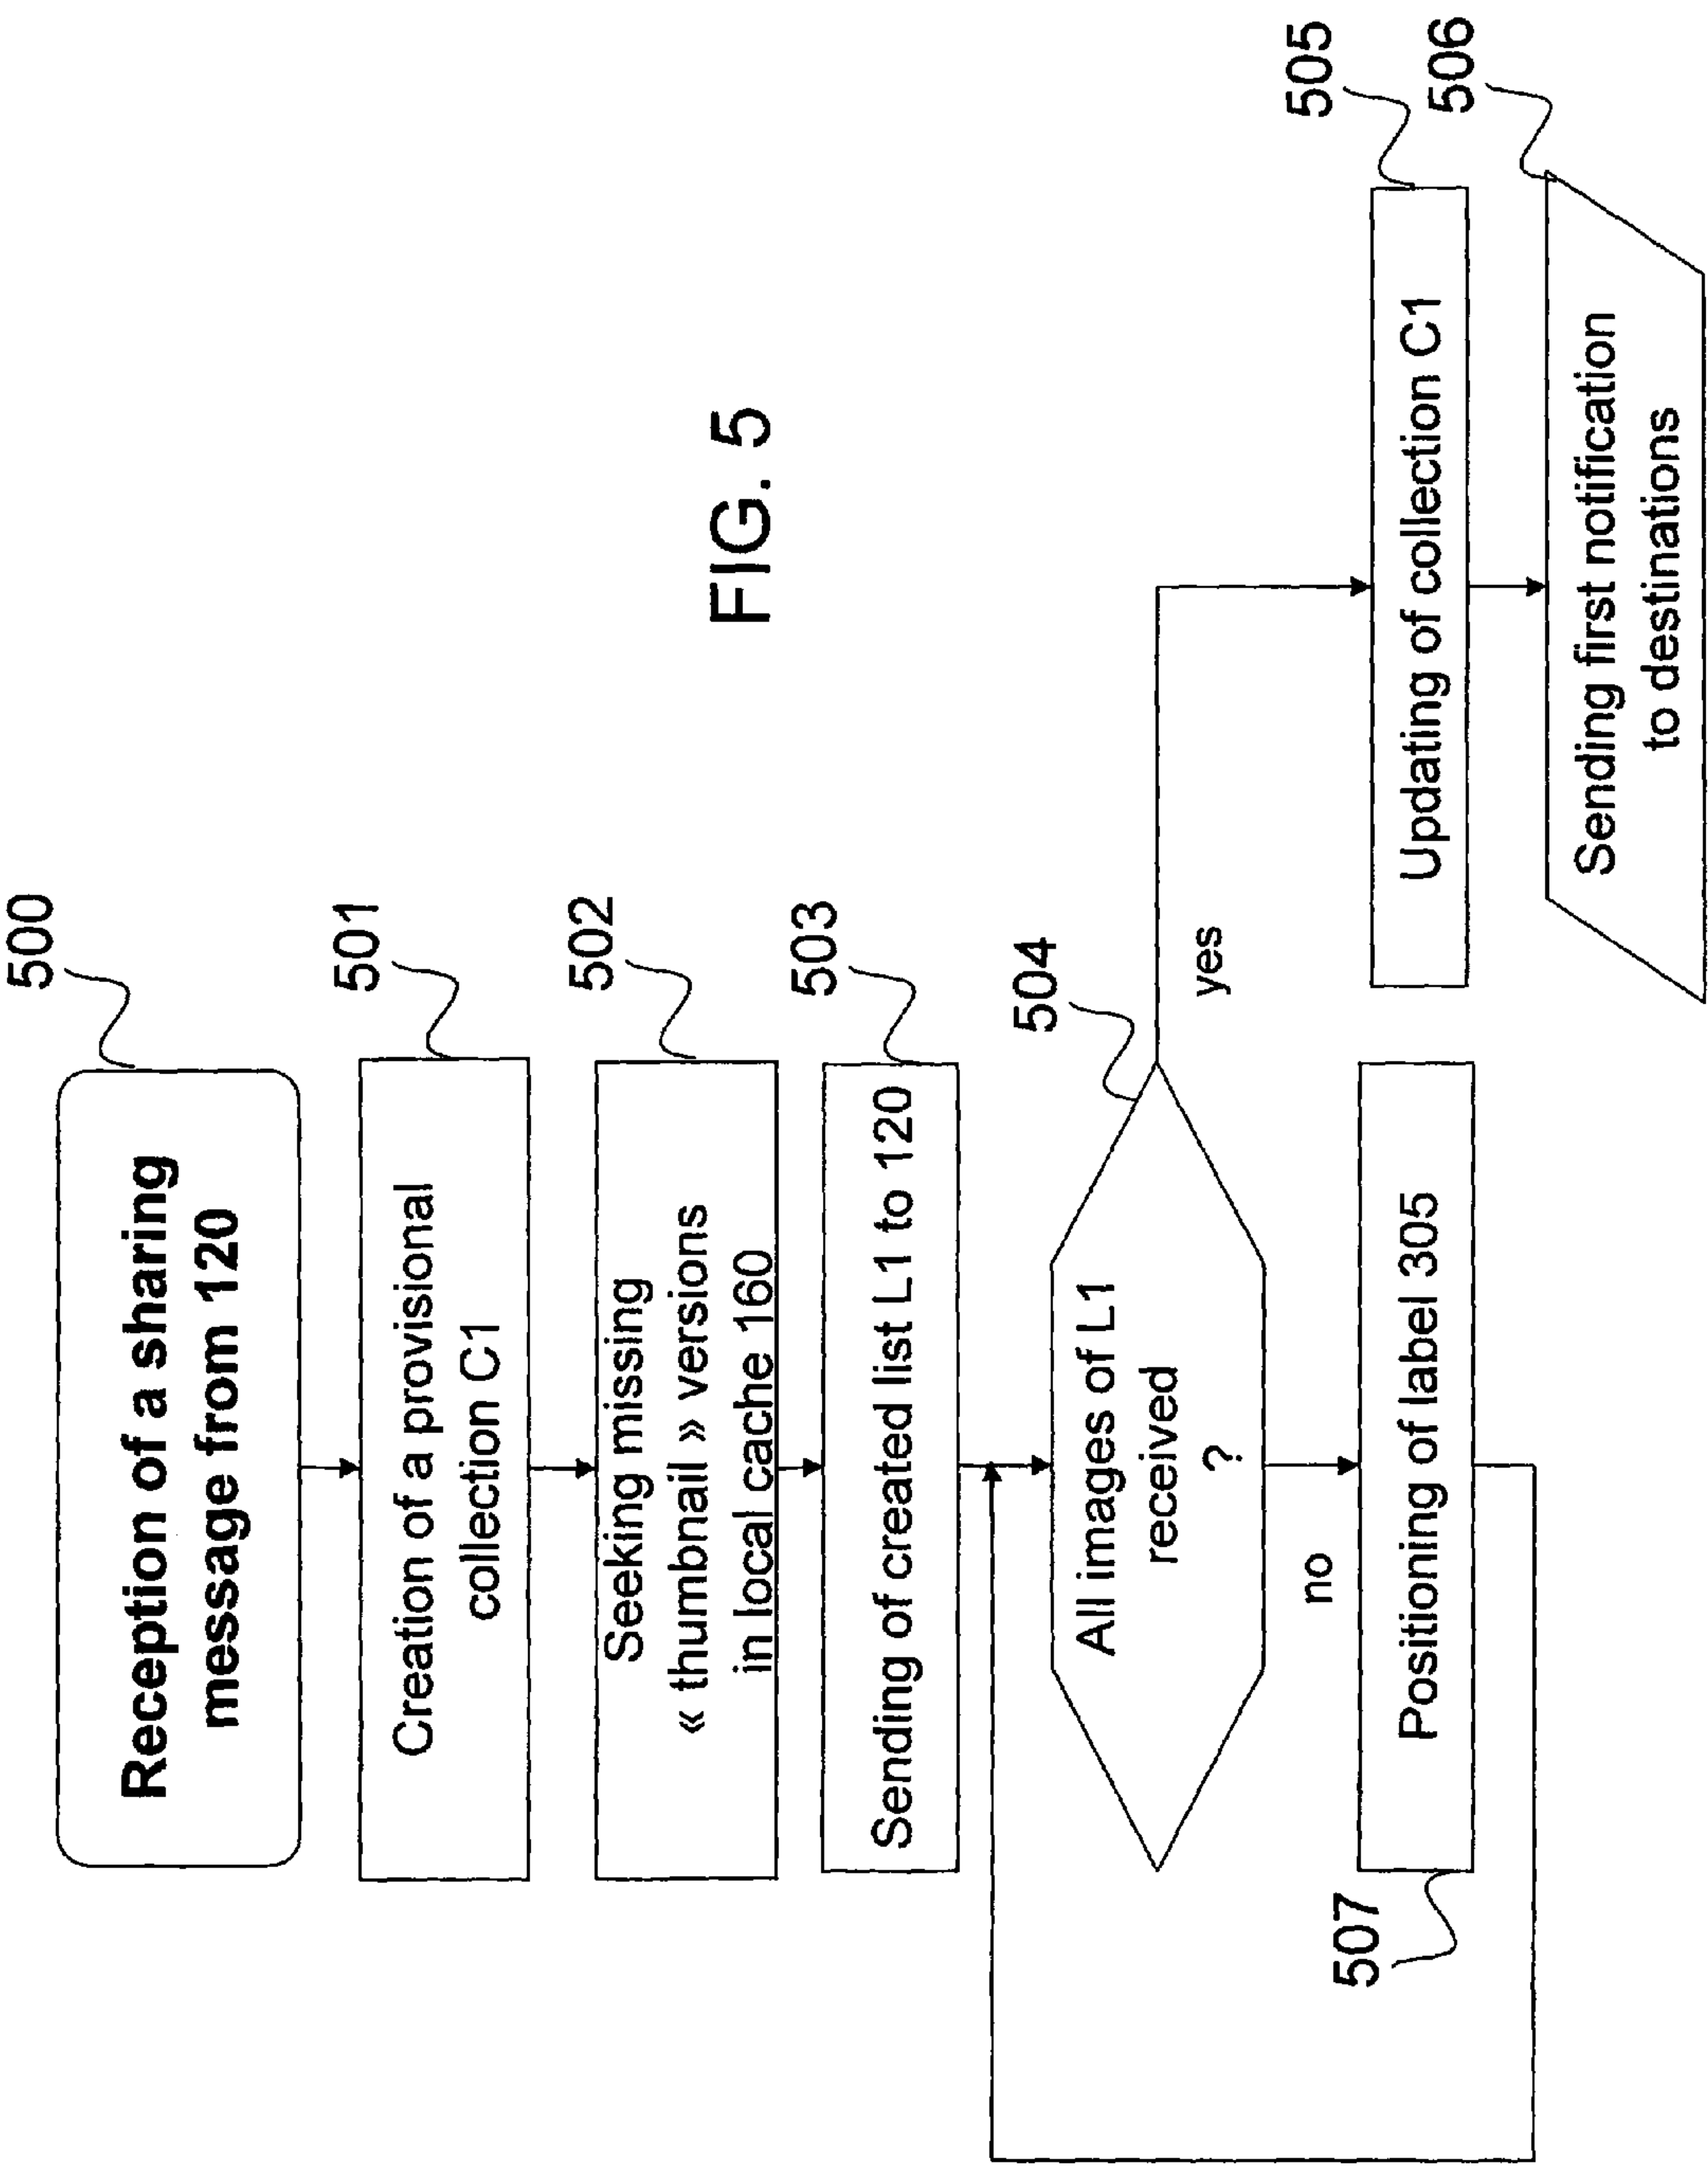 500
Reception of a sharing
message from 120
501
Creation of a provisional
collection C1
502
Seeking missing
« thumbnail » versions
in local cache 160
503
Sending of created list L1 to 120
504
All images of L1
received
?
yes
no
507
Positioning of label 305
505
Updating of collection C1
506
Sending first notification
to destinations
FIG. 5